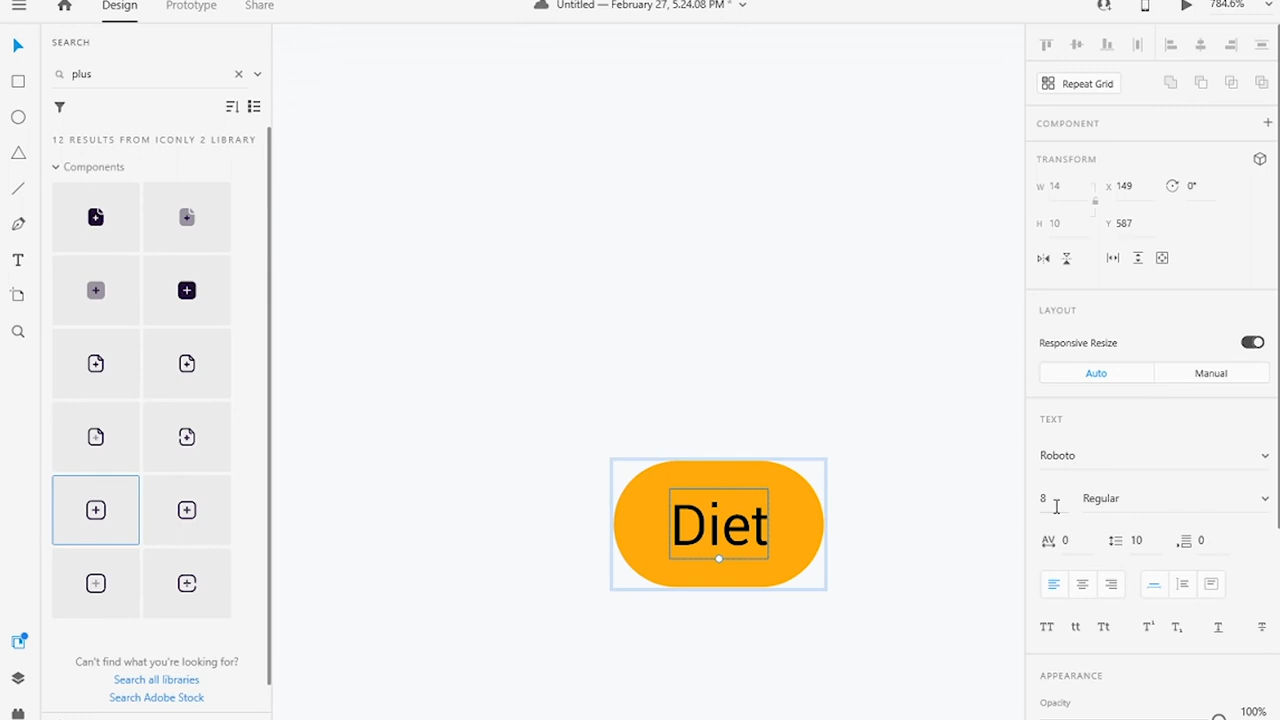 Design Prototype Share
Untitled — February 27, 5.24.08 PM *
784.6%
SEARCH
plus
12 RESULTS FROM ICONLY 2 LIBRARY
Components
Can't find what you're looking for?
Search all libraries
Search Adobe Stock
Diet
Repeat Grid
COMPONENT
TRANSFORM
W 14 X 149 0°
H 10 Y 587
LAYOUT
Responsive Resize
Auto Manual
TEXT
Roboto
8 Regular
AV 0 10 0
TT tt Tt T¹ T₁ T T
APPEARANCE
Opacity
100%